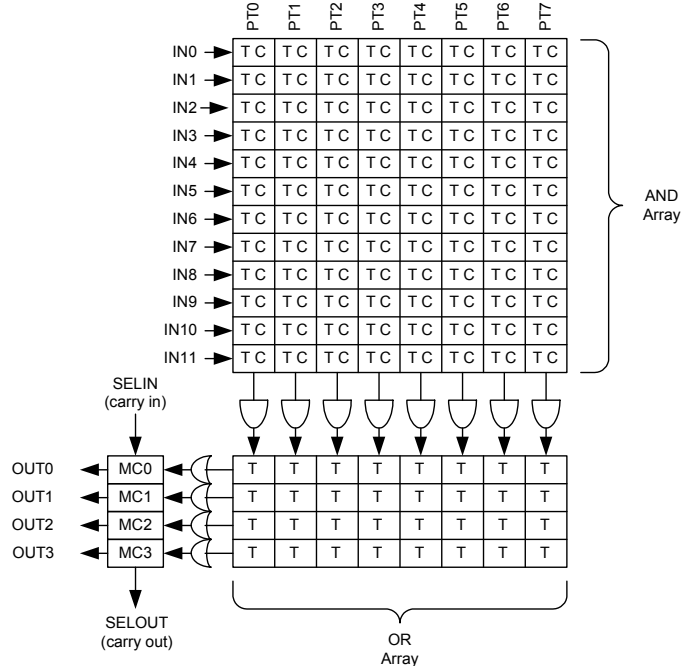 PT0 PT1 PT2 PT3 PT4 PT5 PT6 PT7
IN0 T C T C T C T C T C T C T C T C
IN1 T C T C T C T C T C T C T C T C
IN2 T C T C T C T C T C T C T C T C
IN3 T C T C T C T C T C T C T C T C
IN4 T C T C T C T C T C T C T C T C
IN5 T C T C T C T C T C T C T C T C
IN6 T C T C T C T C T C T C T C T C
IN7 T C T C T C T C T C T C T C T C
IN8 T C T C T C T C T C T C T C T C
IN9 T C T C T C T C T C T C T C T C
IN10 T C T C T C T C T C T C T C T C
IN11 T C T C T C T C T C T C T C T C
AND
Array
SELIN
(carry in)
OUT0 MC0 T T T T T T T T
OUT1 MC1 T T T T T T T T
OUT2 MC2 T T T T T T T T
OUT3 MC3 T T T T T T T T
SELOUT
(carry out)
OR
Array